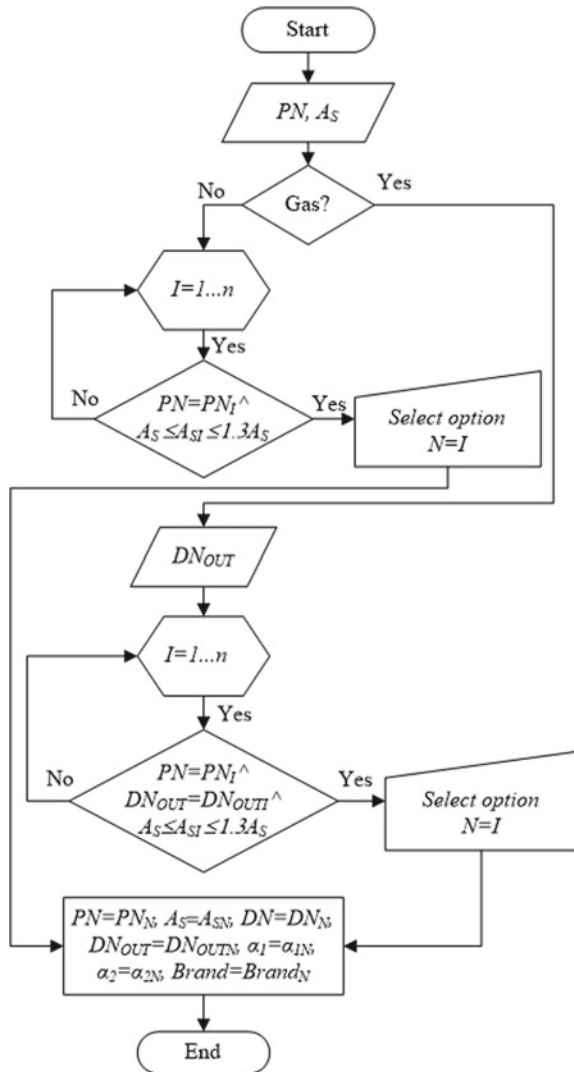 Start
PN, A_S
No
Yes
Gas?
I=1...n
Yes
No
PN=PN_I^
A_S≤A_SI≤1.3A_S
Yes
Select option
N=I
DN_OUT
I=1...n
Yes
No
PN=PN_I^
DN_OUT=DN_OUTI^
A_S≤A_SI≤1.3A_S
Yes
Select option
N=I
PN=PN_N, A_S=A_SN, DN=DN_N,
DN_OUT=DN_OUTN, α_1=α_1N,
α_2=α_2N, Brand=Brand_N
End